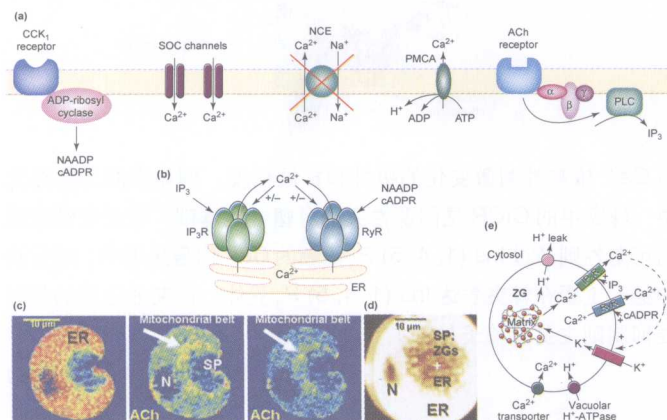 (a)
CCK₁
receptor
ADP-ribosyl
cyclase
NAADP
cADPR
SOC channels
Ca²⁺ Ca²⁺
NCE
Ca²⁺ Na⁺
Ca²⁺ Na⁺
Ca²⁺
PMCA
H⁺
ADP ATP
ACh
receptor
α
β
γ
PLC
IP₃
(b)
IP₃
Ca²⁺
+/– +/–
NAADP
cADPR
IP₃R
RyR
Ca²⁺
ER
(c)
10 μm
ER
ACh
Mitochondrial belt
N
SP
Mitochondrial belt
ACh
(d)
10 μm
SP:
ZGs
+
ER
N
ER
(e)
Cytosol
H⁺ leak
H⁺
ZG
Matrix
Ca²⁺
Ca²⁺
+
IP₃
Ca²⁺
Ca²⁺
+
cADPR
+
K⁺
K⁺
Ca²⁺
H⁺
Ca²⁺
transporter
Vacuolar
H⁺-ATPase